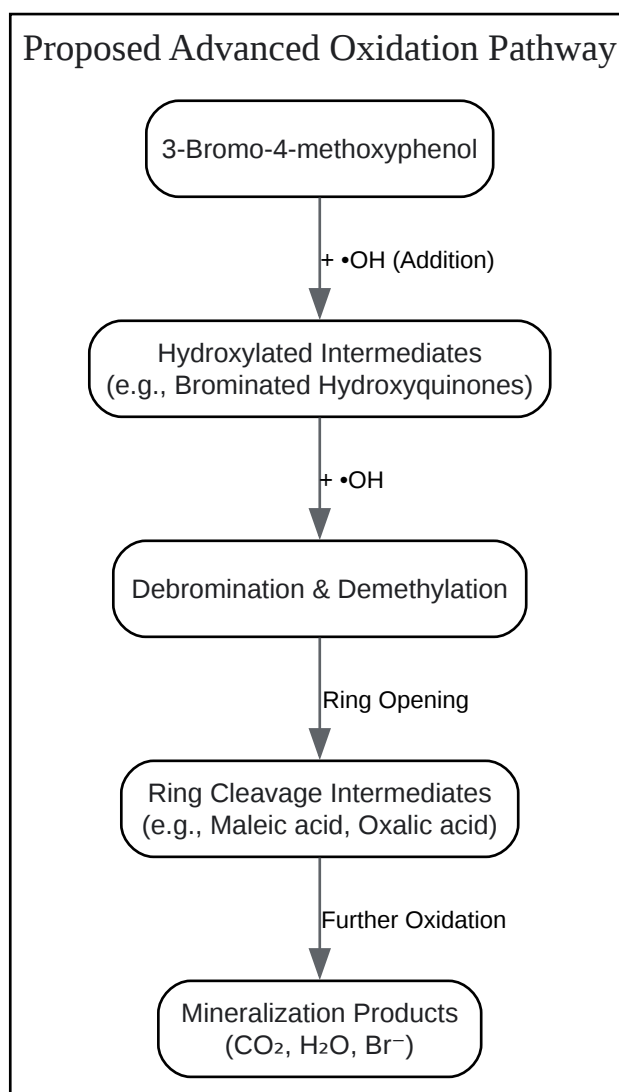 Proposed Advanced Oxidation Pathway
3-Bromo-4-methoxyphenol
+ •OH (Addition)
Hydroxylated Intermediates
(e.g., Brominated Hydroxyquinones)
+ •OH
Debromination & Demethylation
Ring Opening
Ring Cleavage Intermediates
(e.g., Maleic acid, Oxalic acid)
Further Oxidation
Mineralization Products
(CO₂, H₂O, Br⁻)